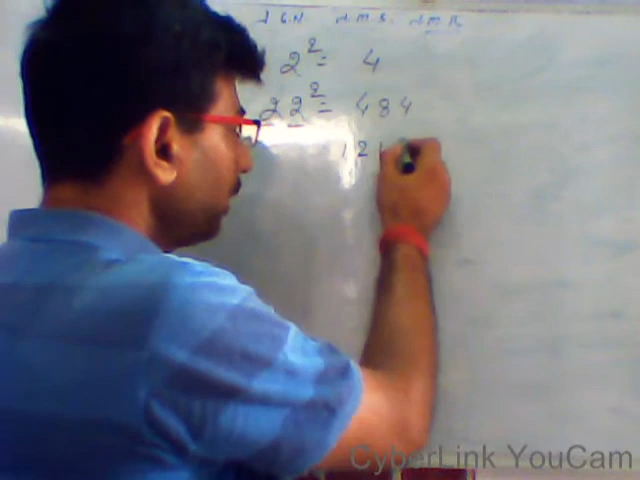 2² = 4
22² = 484
121
CyberLink YouCam